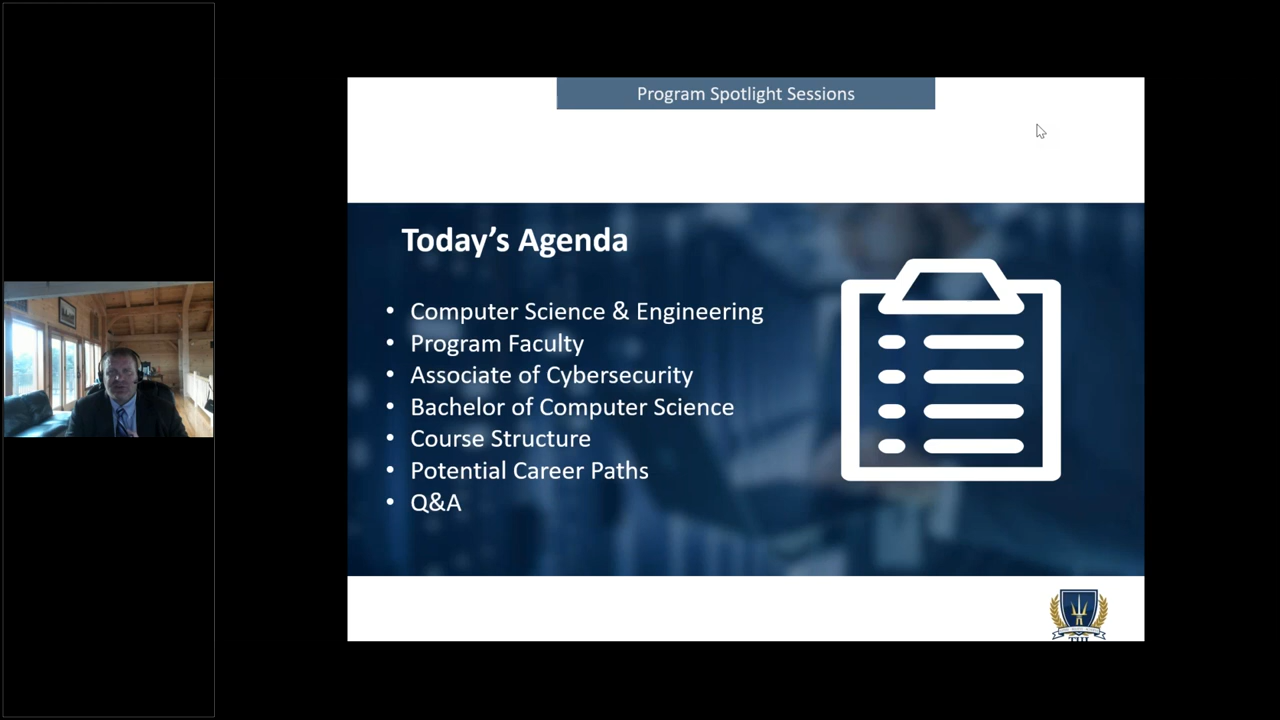 Program Spotlight Sessions
Today’s Agenda
• Computer Science & Engineering
• Program Faculty
• Associate of Cybersecurity
• Bachelor of Computer Science
• Course Structure
• Potential Career Paths
• Q&A